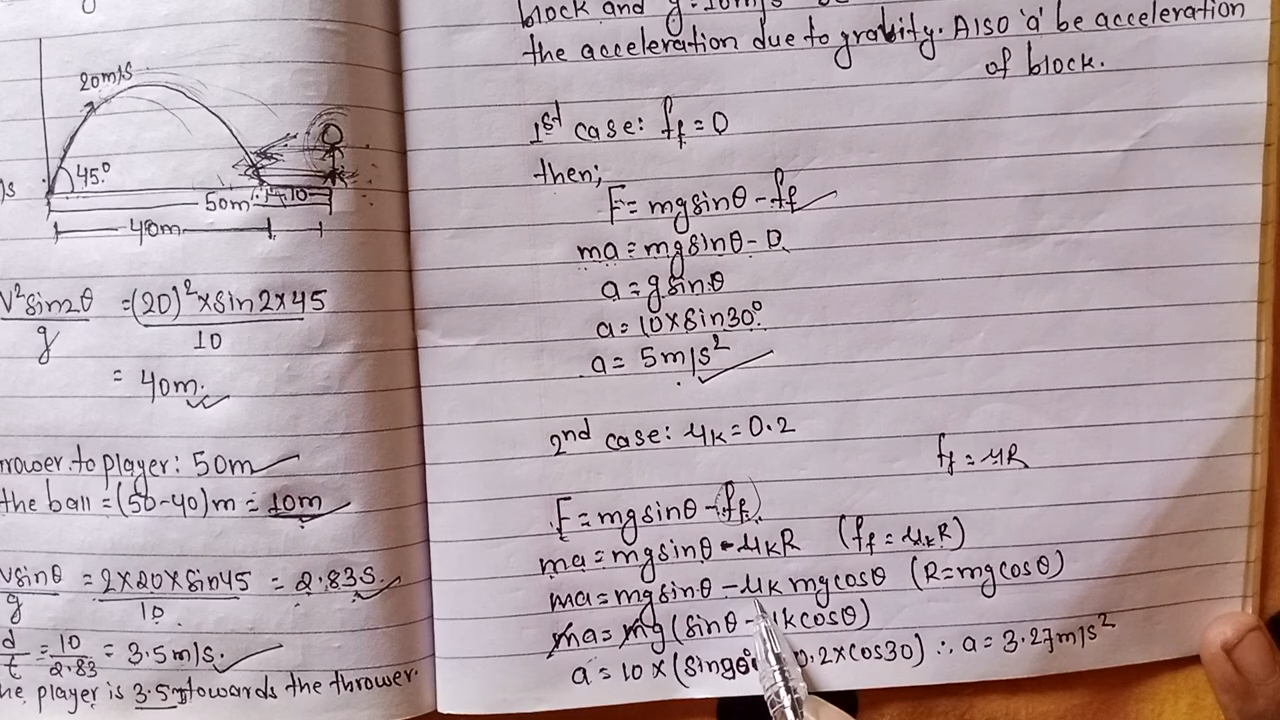 20m/s
45°
50m
10
40m
V²sin2θ/g = (20)²×sin2×45/10
= 40m.
rower to player: 50m
the ball = (50-40)m = 10m
vsinθ/g = 2×20×sin45/10 = 2.83s.
d/t = 10/2.83 = 3.5m/s.
he player is 3.5 towards the thrower.
block and g=10m/s
the acceleration due to gravity. Also 'a' be acceleration
of block.
1st case: ff = 0
then;
F = mgsinθ - ff
ma = mgsinθ - 0
a = gsinθ
a = 10×sin30°
a = 5m/s²
2nd case: μk = 0.2
ff = μR
F = mgsinθ - (ff)
ma = mgsinθ - μkR (ff = μkR)
ma = mgsinθ - μk mgcosθ (R = mgcosθ)
ma = mg(sinθ - μkcosθ)
a = 10×( 0.2×cos30) ∴ a = 3.27m/s²